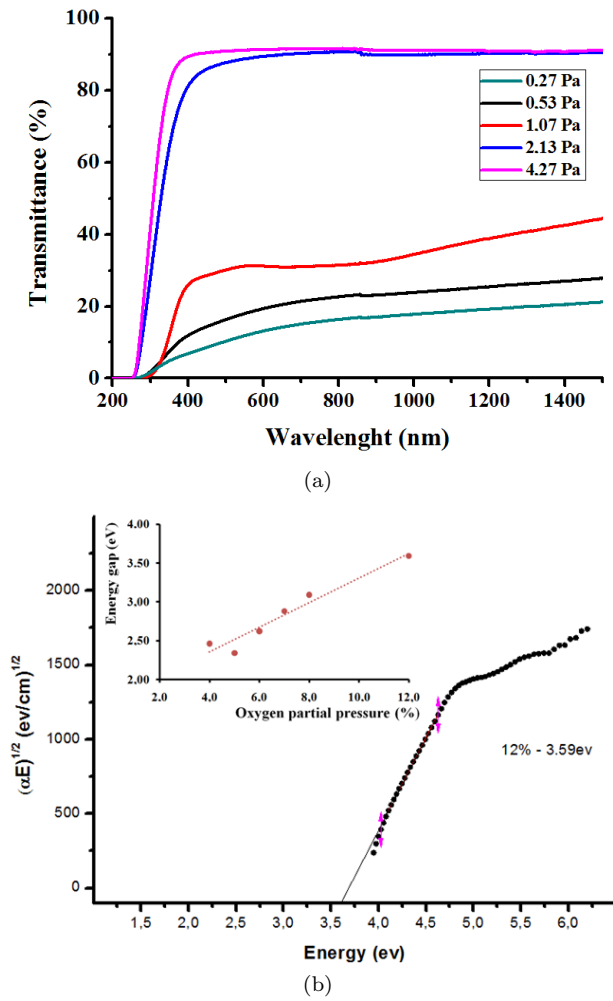 100
80
60
40
20
0
Transmittance (%)
0.27 Pa
0.53 Pa
1.07 Pa
2.13 Pa
4.27 Pa
200 400 600 800 1000 1200 1400
Wavelenght (nm)
(a)
4.00
3.50
3.00
2.50
2.00
Energy gap (eV)
2.0 4,0 6,0 8,0 10,0 12,0
Oxygen partial pressure (%)
2000
1750
1500
1000
500
0
(αE)1/2 (ev/cm)1/2
12% - 3.59ev
1,5 2,0 2,5 3,0 3,5 4,0 4,5 5,0 5,5 6,0
Energy (ev)
(b)